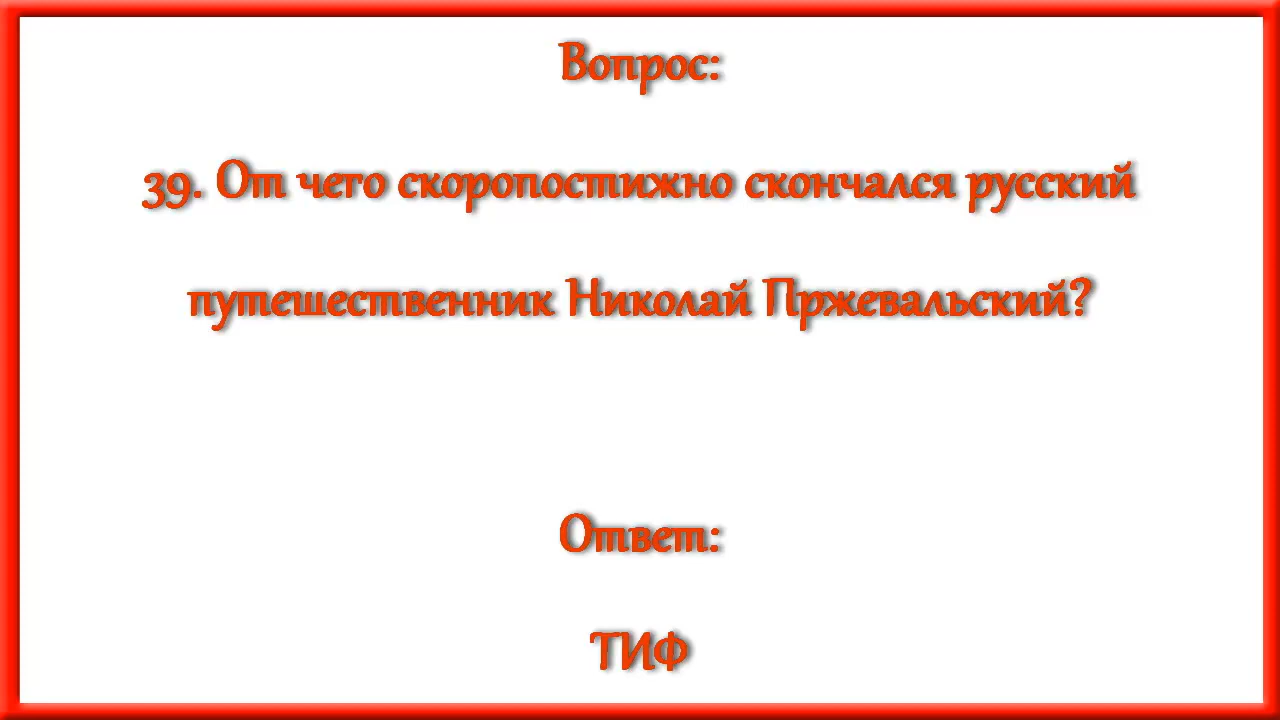 Вопрос:
39. От чего скоропостижно скончался русский
путешественник Николай Пржевальский?
Ответ:
ТИФ